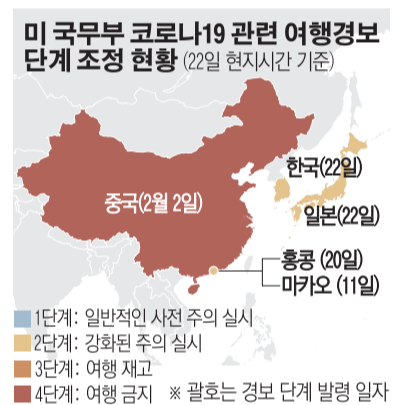 미 국무부 코로나19 관련 여행경보
단계 조정 현황 (22일 현지시간 기준)
한국(22일)
중국(2월 2일)
일본(22일)
홍콩 (20일)
마카오 (11일)
1단계: 일반적인 사전 주의 실시
2단계: 강화된 주의 실시
3단계: 여행 재고
4단계: 여행 금지 ※ 괄호는 경보 단계 발령 일자